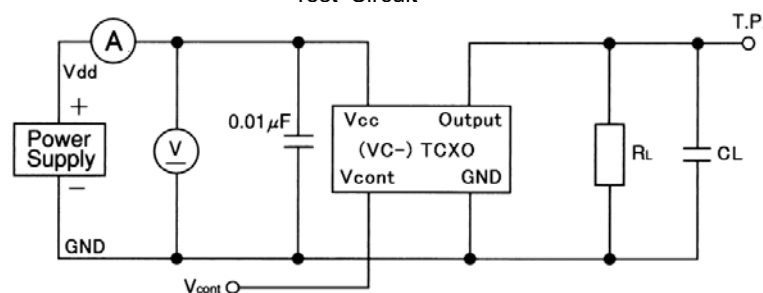 Test Circuit
T.P.
A
Vdd
+
Power
Supply
−
GND
V
0.01μF
Vcc Output
(VC-) TCXO
Vcont GND
RL
CL
Vcont